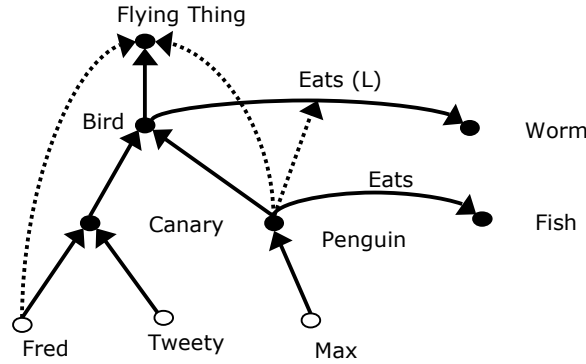 Flying Thing
Eats (L)
Bird
Worm
Eats
Canary
Penguin
Fish
Fred
Tweety
Max